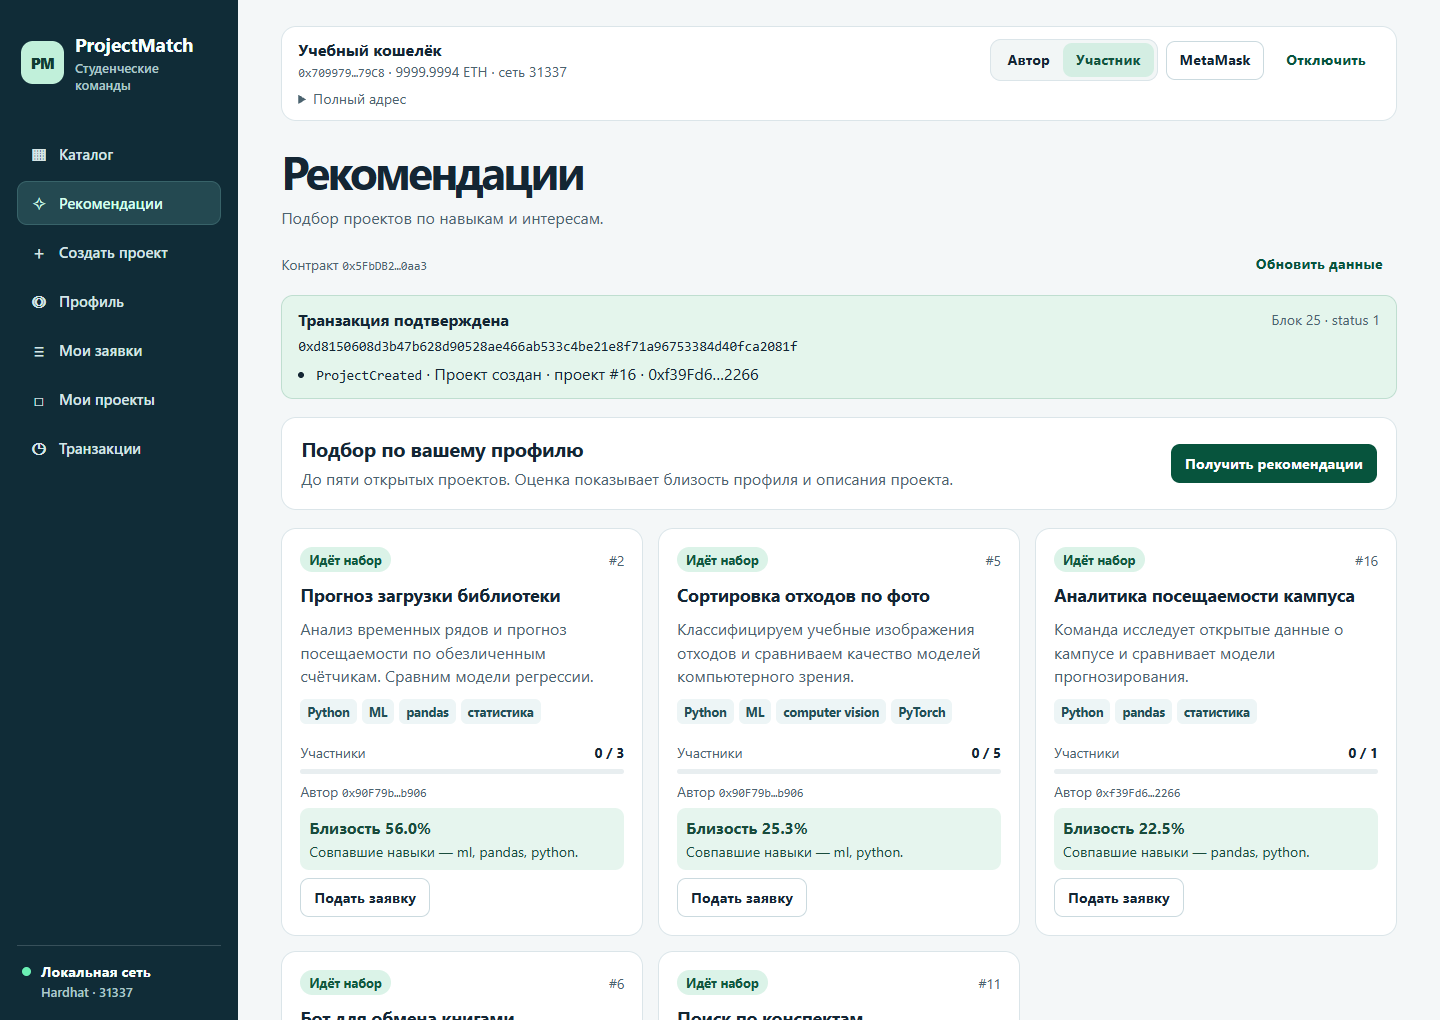 PM
ProjectMatch
Студенческие
команды
Каталог
Рекомендации
Создать проект
Профиль
Мои заявки
Мои проекты
Транзакции
Локальная сеть
Hardhat · 31337
Учебный кошелёк
0x709979…79C8 · 9999.9994 ETH · сеть 31337
Полный адрес
Автор
Участник
MetaMask
Отключить
Рекомендации
Подбор проектов по навыкам и интересам.
Контракт 0x5FbDB2…0aa3
Обновить данные
Транзакция подтверждена
Блок 25 · status 1
0xd8150608d3b47b628d90528ae466ab533c4be21e8f71a96753384d40fca2081f
ProjectCreated · Проект создан · проект #16 · 0xf39Fd6…2266
Подбор по вашему профилю
До пяти открытых проектов. Оценка показывает близость профиля и описания проекта.
Получить рекомендации
Идёт набор
#2
Прогноз загрузки библиотеки
Анализ временных рядов и прогноз
посещаемости по обезличенным
счётчикам. Сравним модели регрессии.
Python ML pandas статистика
Участники
0 / 3
Автор 0x90F79b…b906
Близость 56.0%
Совпавшие навыки — ml, pandas, python.
Подать заявку
Идёт набор
#5
Сортировка отходов по фото
Классифицируем учебные изображения
отходов и сравниваем качество моделей
компьютерного зрения.
Python ML computer vision PyTorch
Участники
0 / 5
Автор 0x90F79b…b906
Близость 25.3%
Совпавшие навыки — ml, python.
Подать заявку
Идёт набор
#16
Аналитика посещаемости кампуса
Команда исследует открытые данные о
кампусе и сравнивает модели
прогнозирования.
Python pandas статистика
Участники
0 / 1
Автор 0xf39Fd6…2266
Близость 22.5%
Совпавшие навыки — pandas, python.
Подать заявку
Идёт набор
#6
Бот для обмена книгами
Идёт набор
#11
Поиск по конспектам